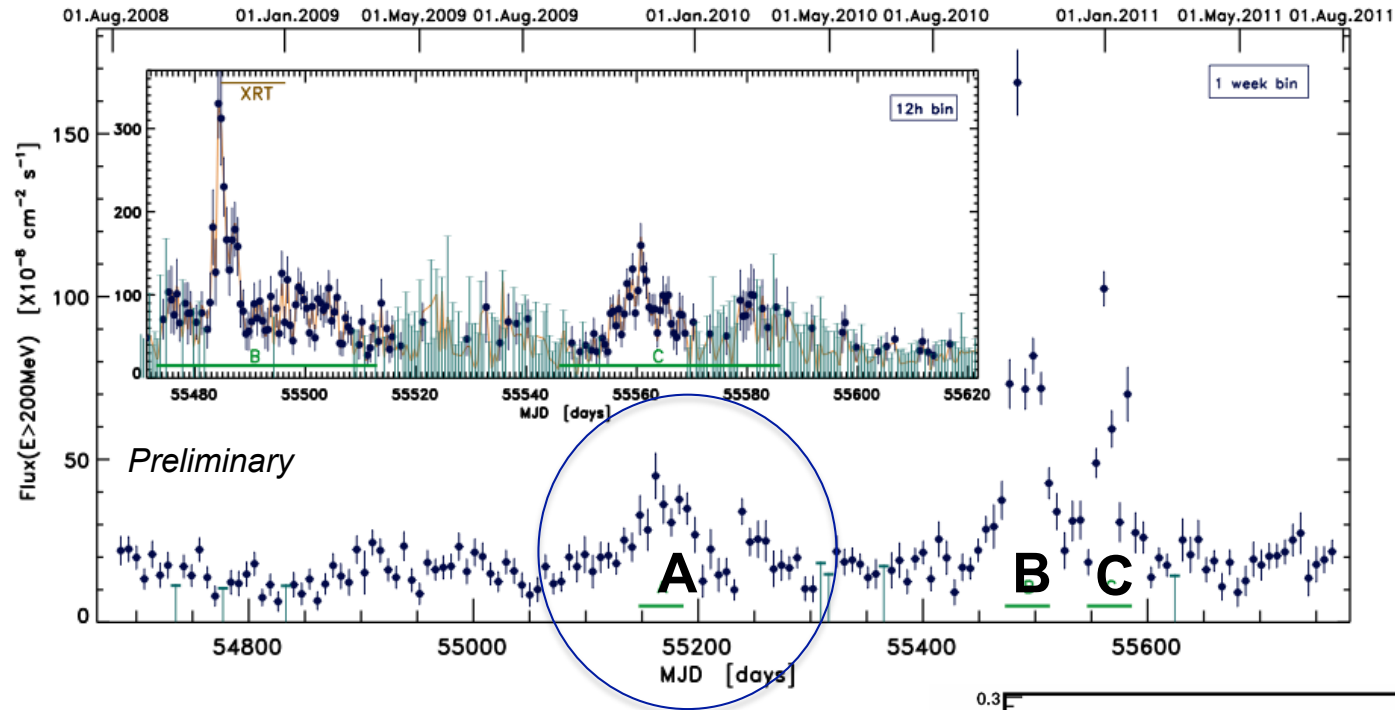 01.Aug.2008 01.Jan.2009 01.May.2009 01.Aug.2009 01.Jan.2010 01.May.2010 01.Aug.2010 01.Jan.2011 01.May.2011 01.Aug.2011
Flux(E>200MeV) [X10⁻⁸ cm⁻² s⁻¹]
150
100
50
0
1 week bin
XRT
12h bin
300
200
100
0
B C
55480 55500 55520 55540 55560 55580 55600 55620
MJD [days]
Preliminary
A B C
54800 55000 55200 55400 55600
MJD [days]
0.3